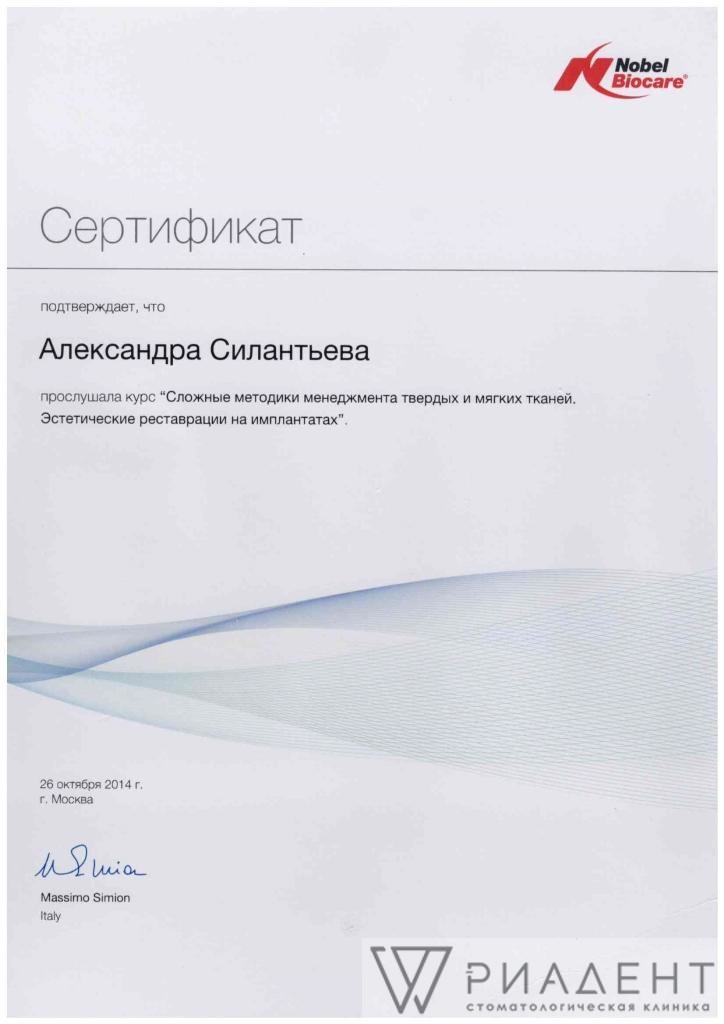 Nobel
Biocare®
Сертификат
подтверждает, что
Александра Силантьева
прослушала курс “Сложные методики менеджмента твердых и мягких тканей.
Эстетические реставрации на имплантатах”.
26 октября 2014 г.
г. Москва
Massimo Simion
Italy
РИАДЕНТ
стоматологическая клиника